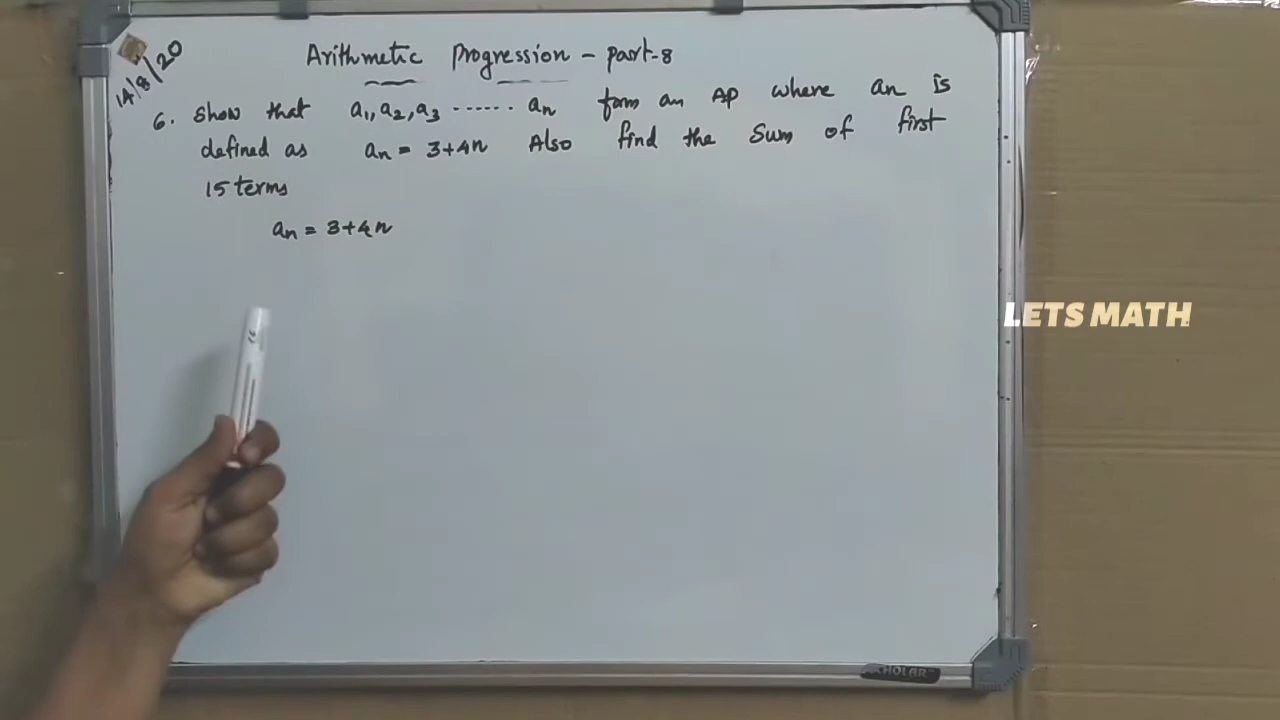 14/8/20
Arithmetic Progression - part-8
6. Show that a₁,a₂,a₃ ...... aₙ form an AP where an is
defined as aₙ = 3+4n Also find the Sum of first
15 terms
aₙ = 3+4n
LETS MATH
SCHOLAR